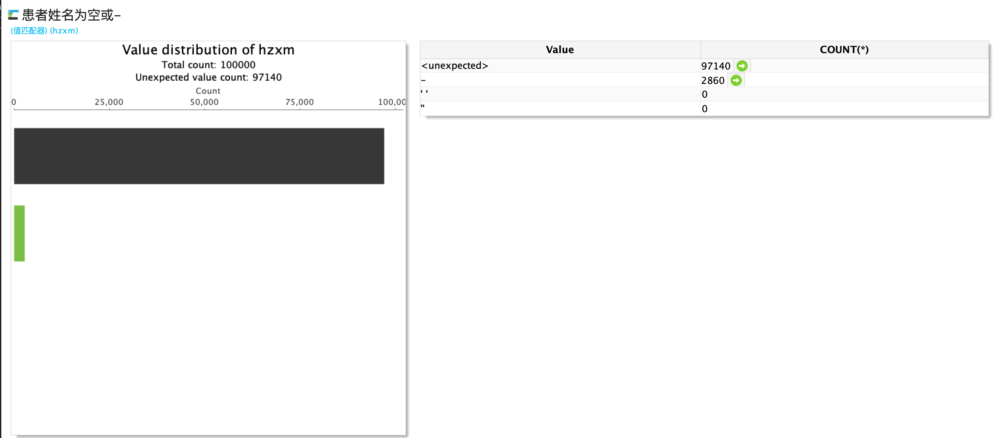 患者姓名为空或-
(值匹配器) (hzxm)
Value distribution of hzxm
Total count: 100000
Unexpected value count: 97140
Count
0 25,000 50,000 75,000 100,00
Value COUNT(*)
<unexpected> 97140
- 2860
' ' 0
" 0